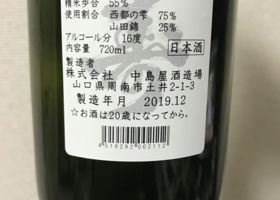 精米歩合 55%
使用割合 西都の雫 75%
山田錦 25%
アルコール分 16度
内容量 720ml 日本酒
製造者
株式会社 中島屋酒造場
山口県周南市土井2-1-3
製造年月 2019.12
☆お酒は20歳になってから。
4519292002112